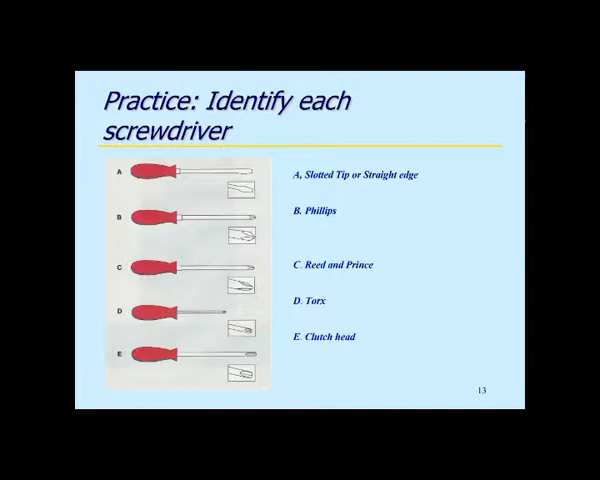 Practice: Identify each
screwdriver
A
B
C
D
E
A, Slotted Tip or Straight edge
B. Phillips
C. Reed and Prince
D. Torx
E. Clutch head
13